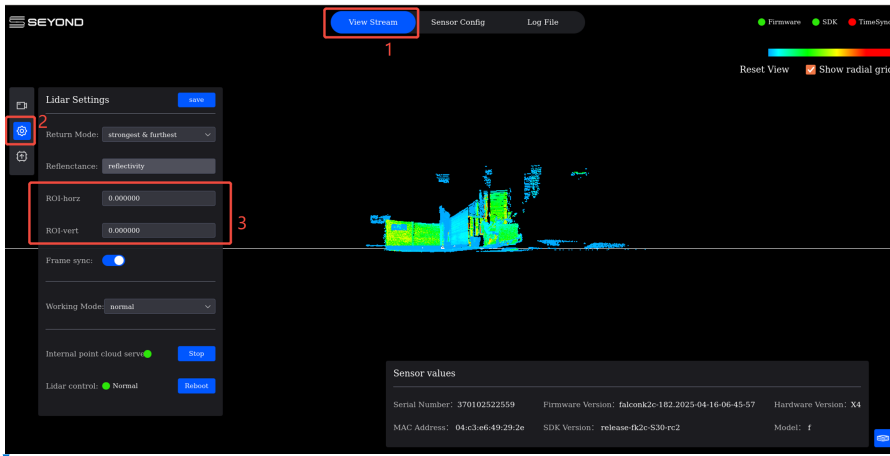 SEYOND
View Stream
Sensor Config
Log File
Firmware
SDK
TimeSync
1
Reset View
Show radial grid
Lidar Settings
save
2
Return Mode:
strongest & furthest
Reflenctance:
reflectivity
ROI-horz
0.000000
3
ROI-vert
0.000000
Frame sync:
Working Mode:
normal
Internal point cloud serve
Stop
Lidar control:
Normal
Reboot
Sensor values
Serial Number: 370102522559
Firmware Version: falconk2c-182.2025-04-16-06-45-57
Hardware Version: X4
MAC Address: 04:c3:e6:49:29:2e
SDK Version: release-fk2c-S30-rc2
Model: f